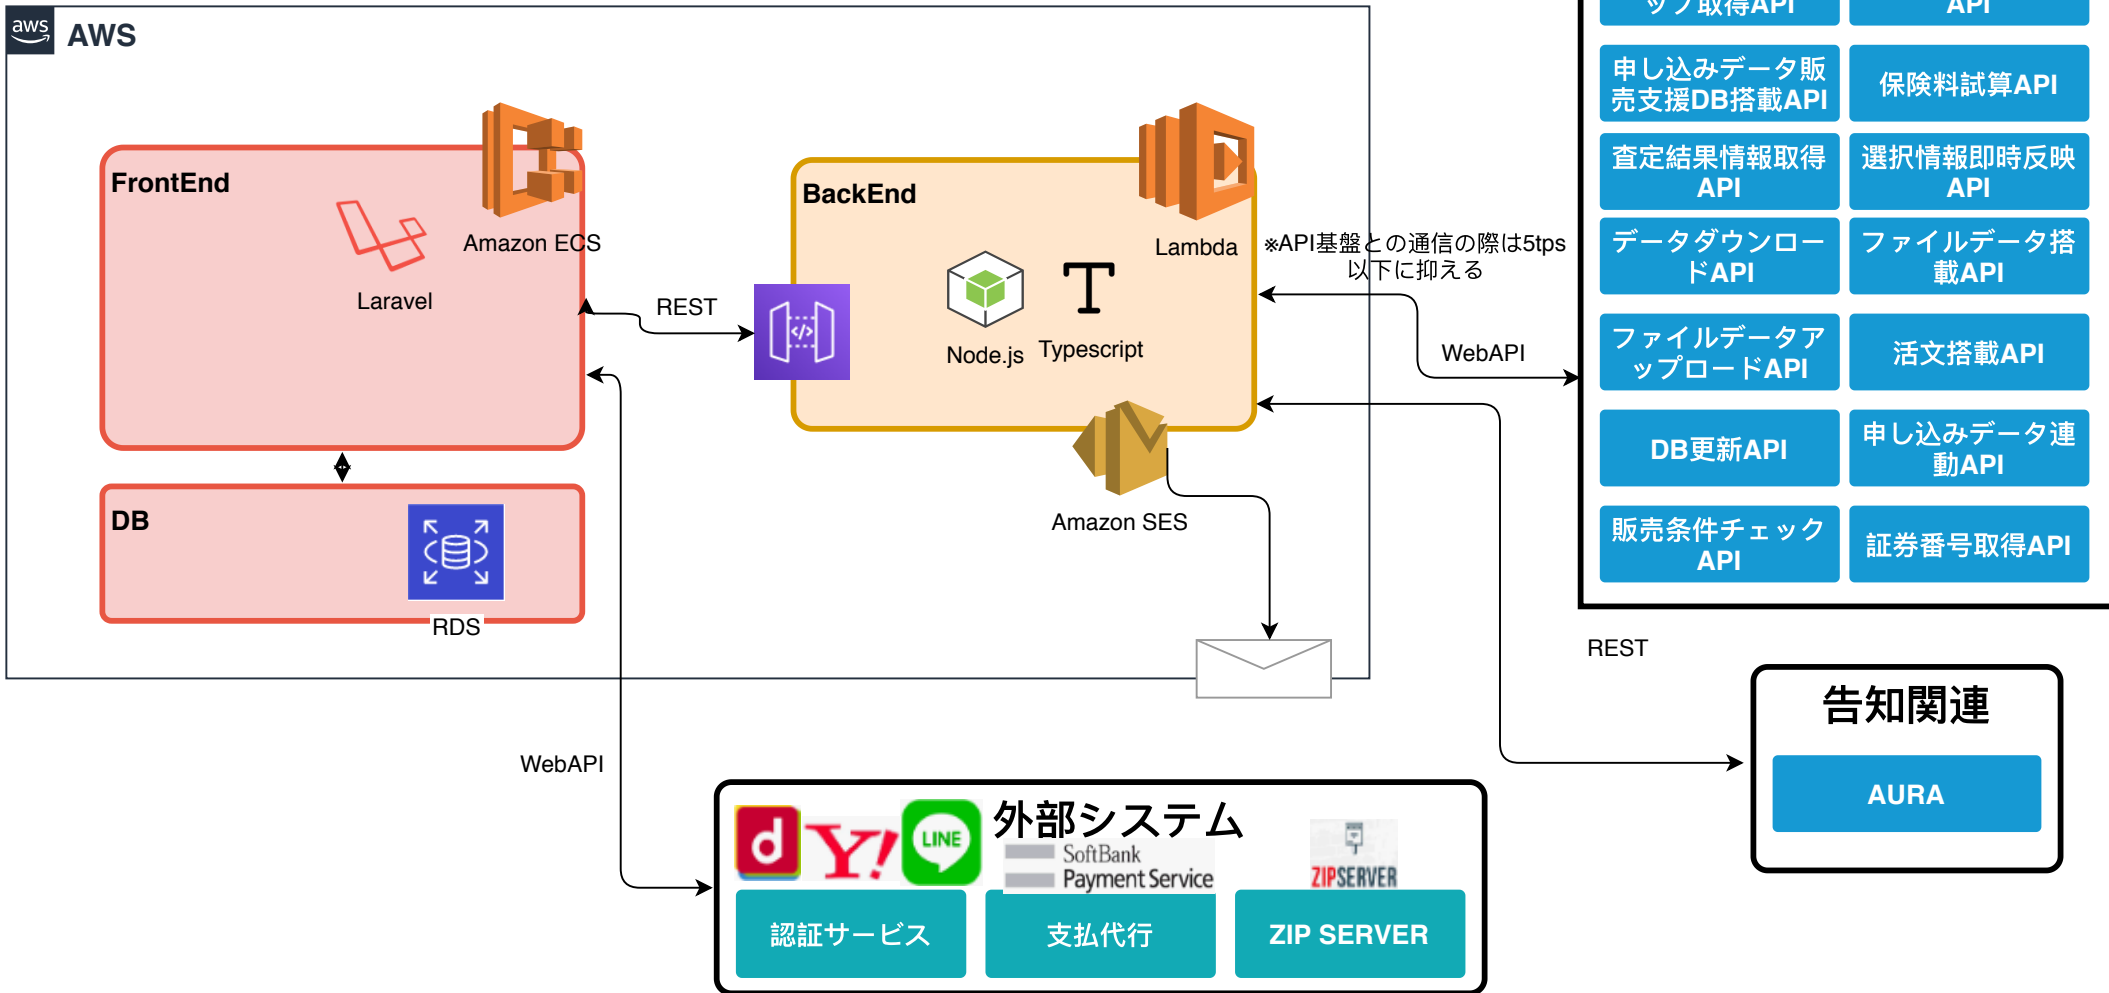 aws
AWS
FrontEnd
Amazon ECS
Laravel
REST
DB
RDS
BackEnd
Lambda
Node.js
Typescript
Amazon SES
※API基盤との通信の際は5tps
以下に抑える
WebAPI
ップ取得API
API
申し込みデータ販
売支援DB搭載API
保険料試算API
査定結果情報取得
API
選択情報即時反映
API
データダウンロー
ドAPI
ファイルデータ搭
載API
ファイルデータア
ップロードAPI
活文搭載API
DB更新API
申し込みデータ連
動API
販売条件チェック
API
証券番号取得API
REST
告知関連
AURA
WebAPI
外部システム
d
Y!
LINE
SoftBank
Payment Service
ZIPSERVER
認証サービス
支払代行
ZIP SERVER